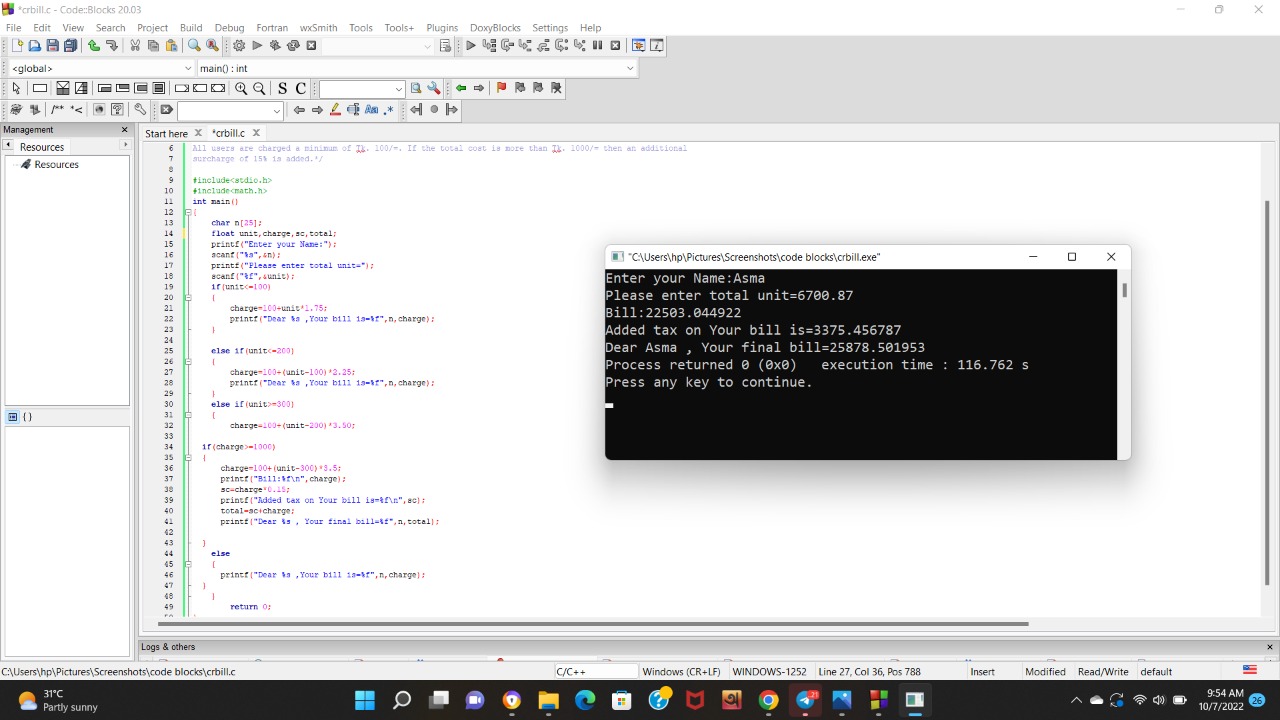 *crbill.c - Code::Blocks 20.03
File Edit View Search Project Build Debug Fortran wxSmith Tools Tools+ Plugins DoxyBlocks Settings Help
<global> main() : int
S C
/** *< Aa .*
Management
Resources
Resources
{ }
Start here *crbill.c
6 All users are charged a minimum of Tk. 100/=. If the total cost is more than Tk. 1000/= then an additional
7 surcharge of 15% is added.*/
8
9 #include<stdio.h>
10 #include<math.h>
11 int main()
12 {
13 char n[25];
14 float unit,charge,sc,total;
15 printf("Enter your Name:");
16 scanf("%s",&n);
17 printf("Please enter total unit=");
18 scanf("%f",&unit);
19 if(unit<=100)
20 {
21 charge=100+unit*1.75;
22 printf("Dear %s ,Your bill is=%f",n,charge);
23 }
24
25 else if(unit<=200)
26 {
27 charge=100+(unit-100)*2.25;
28 printf("Dear %s ,Your bill is=%f",n,charge);
29 }
30 else if(unit>=300)
31 {
32 charge=100+(unit-200)*3.50;
33
34 if(charge>=1000)
35 {
36 charge=100+(unit-300)*3.5;
37 printf("Bill:%f\n",charge);
38 sc=charge*0.15;
39 printf("Added tax on Your bill is=%f\n",sc);
40 total=sc+charge;
41 printf("Dear %s , Your final bill=%f",n,total);
42
43 }
44 else
45 {
46 printf("Dear %s ,Your bill is=%f",n,charge);
47 }
48 }
49 return 0;
"C:\Users\hp\Pictures\Screenshots\code blocks\crbill.exe"
Enter your Name:Asma
Please enter total unit=6700.87
Bill:22503.044922
Added tax on Your bill is=3375.456787
Dear Asma , Your final bill=25878.501953
Process returned 0 (0x0)   execution time : 116.762 s
Press any key to continue.
Logs & others
C:\Users\hp\Pictures\Screenshots\code blocks\crbill.c C/C++ Windows (CR+LF) WINDOWS-1252 Line 27, Col 36, Pos 788 Insert Modified Read/Write default
31°C
Partly sunny
21
9:54 AM
10/7/2022
26